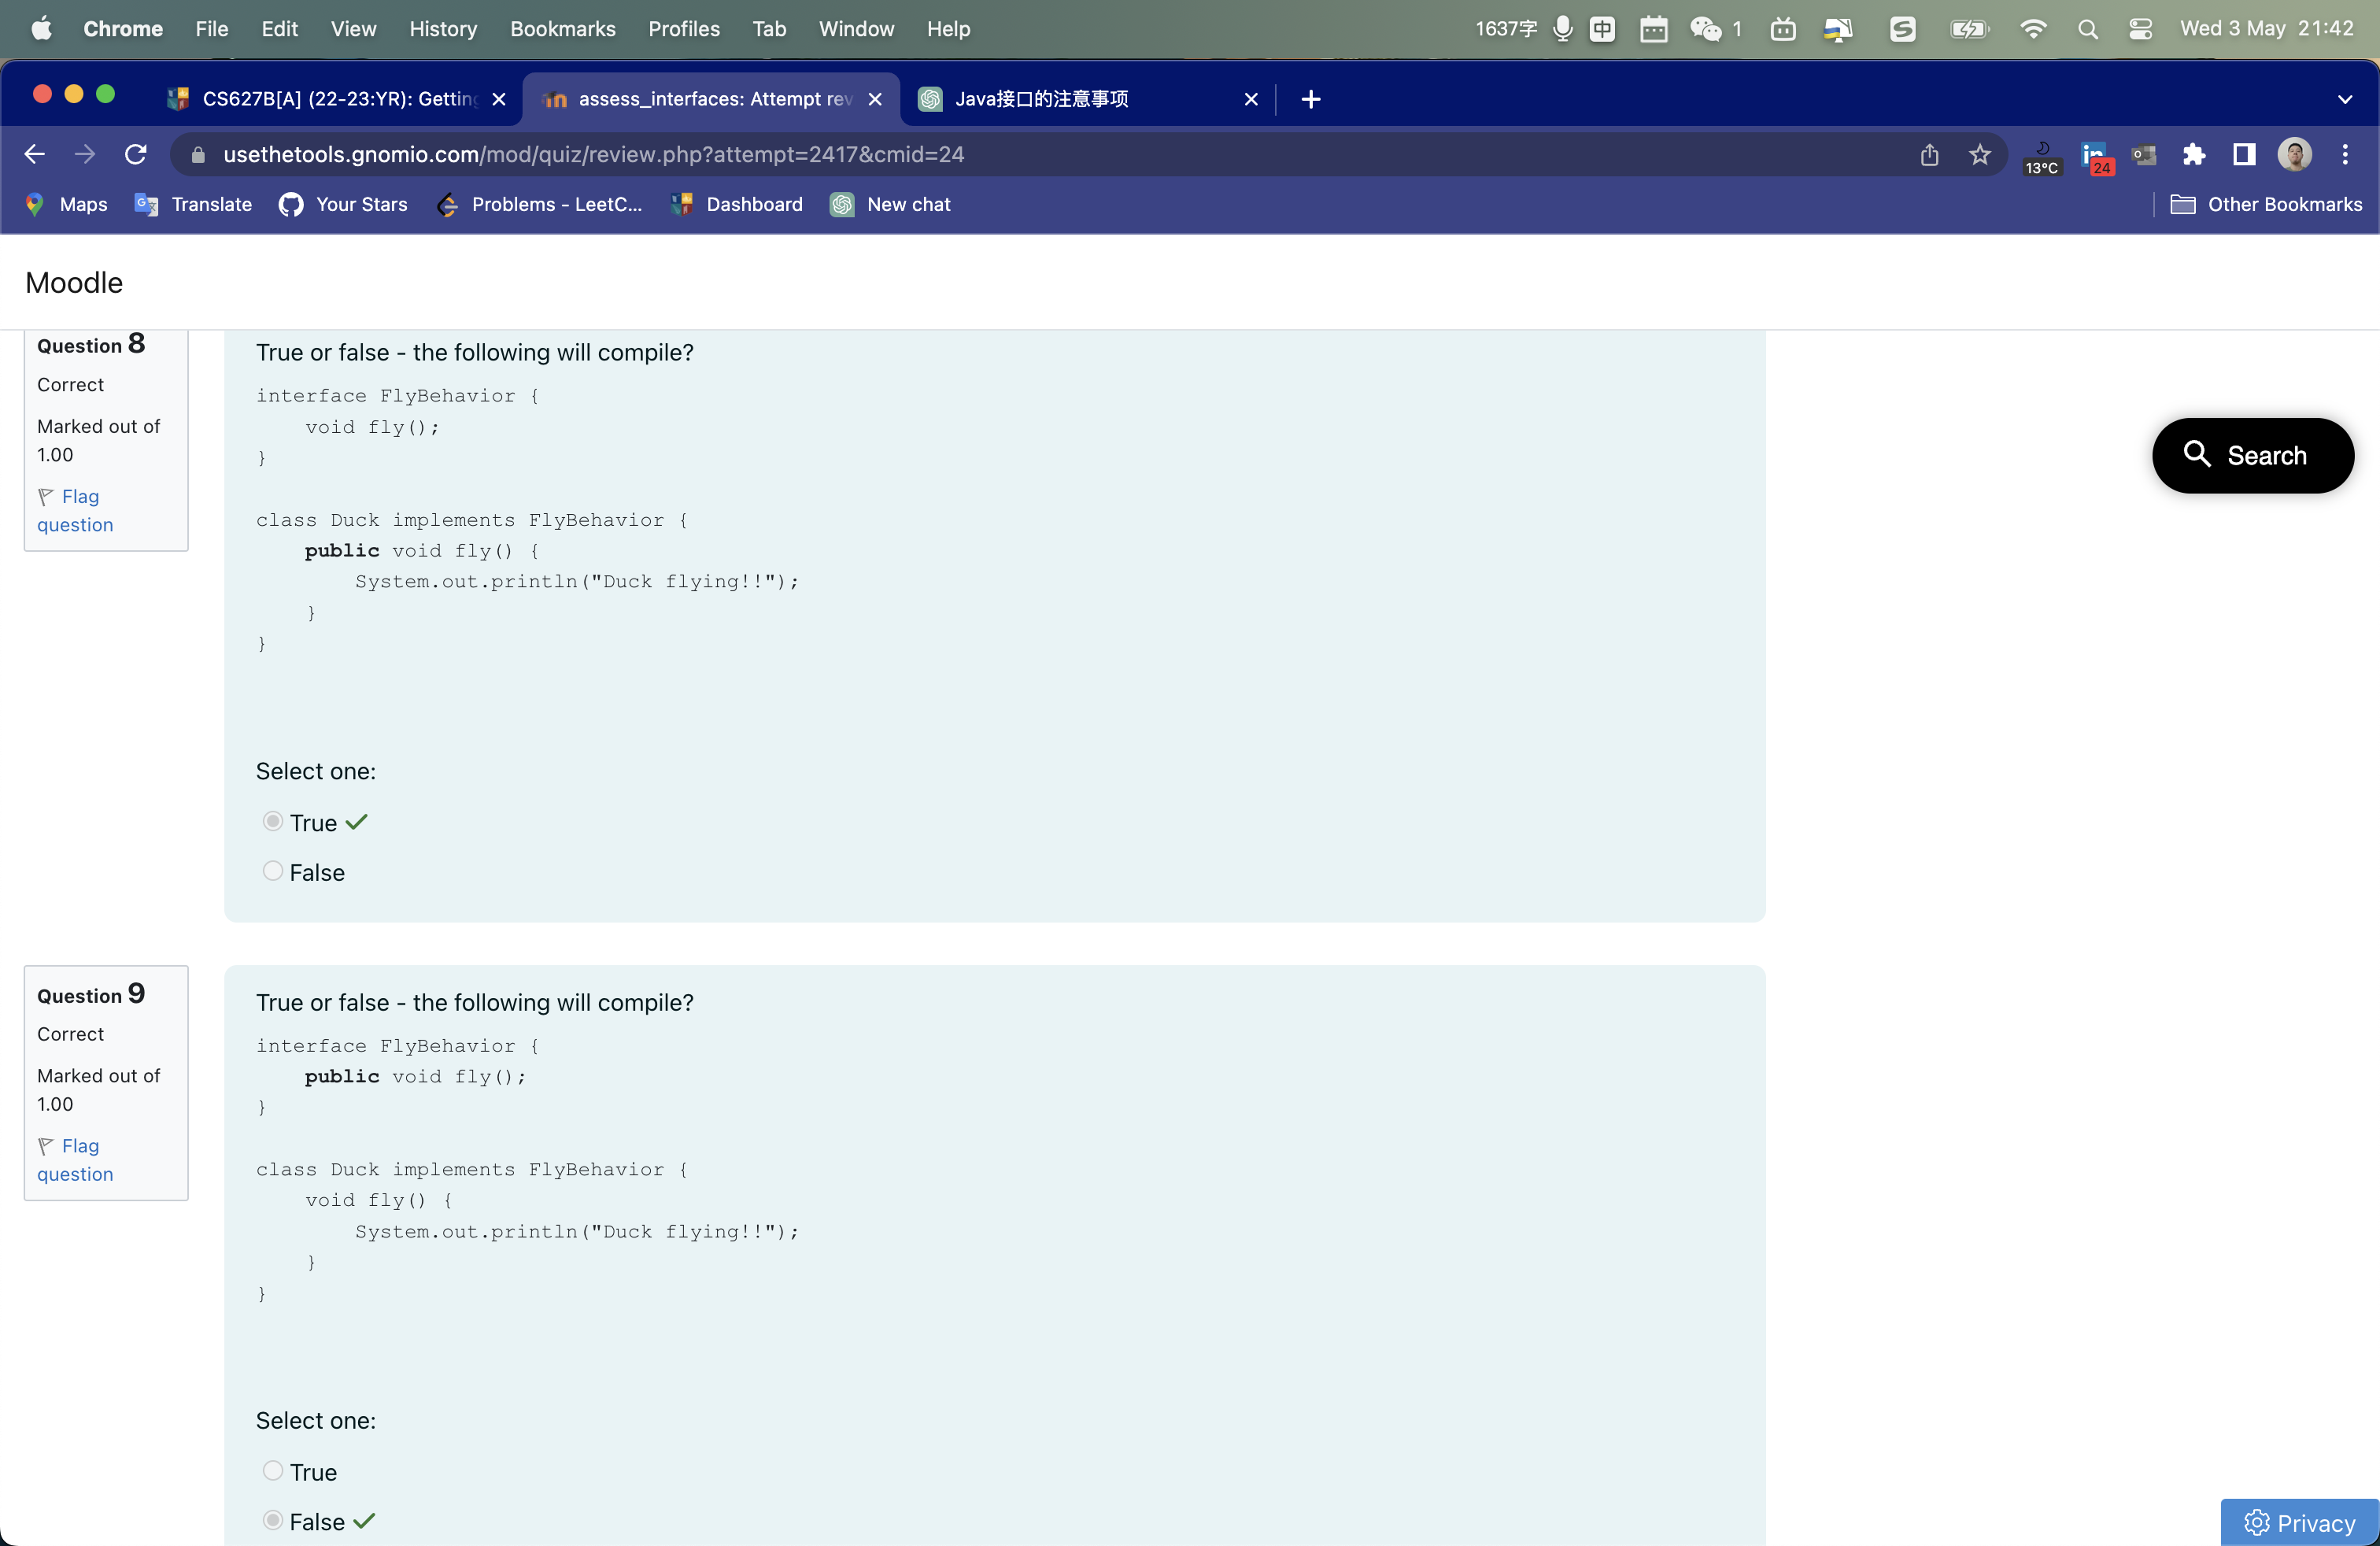 Chrome File Edit View History Bookmarks Profiles Tab Window Help 1637字 中 1 Wed 3 May 21:42
CS627B[A] (22-23:YR): Getting
assess_interfaces: Attempt rev
Java接口的注意事项
usethetools.gnomio.com/mod/quiz/review.php?attempt=2417&cmid=24
13°C
24
Maps Translate Your Stars Problems - LeetC... Dashboard New chat Other Bookmarks
Moodle
Question 8
Correct
Marked out of
1.00
Flag
question
True or false - the following will compile?
interface FlyBehavior {
void fly();
}
class Duck implements FlyBehavior {
public void fly() {
System.out.println("Duck flying!!");
}
}
Select one:
True
False
Search
Question 9
Correct
Marked out of
1.00
Flag
question
True or false - the following will compile?
interface FlyBehavior {
public void fly();
}
class Duck implements FlyBehavior {
void fly() {
System.out.println("Duck flying!!");
}
}
Select one:
True
False
Privacy